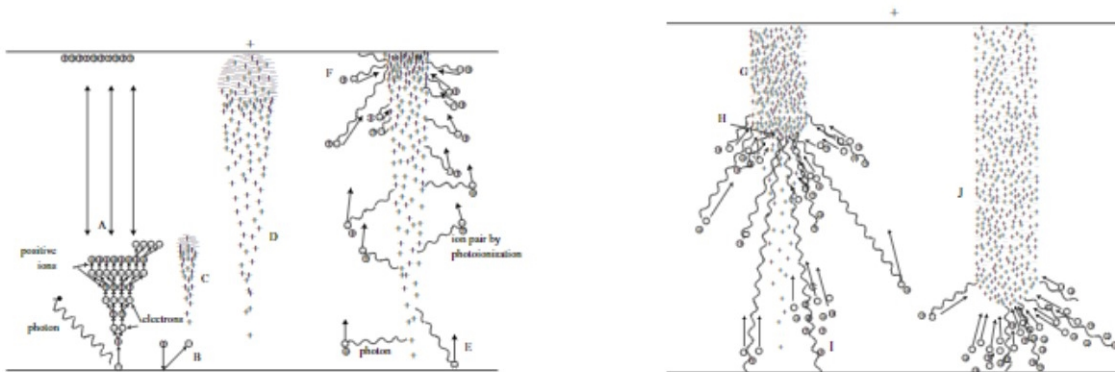 +
F
A
positive
ions
D
C
ion pair by
photoionization
photon
electrons
B
photon
E
+
G
H
J
I